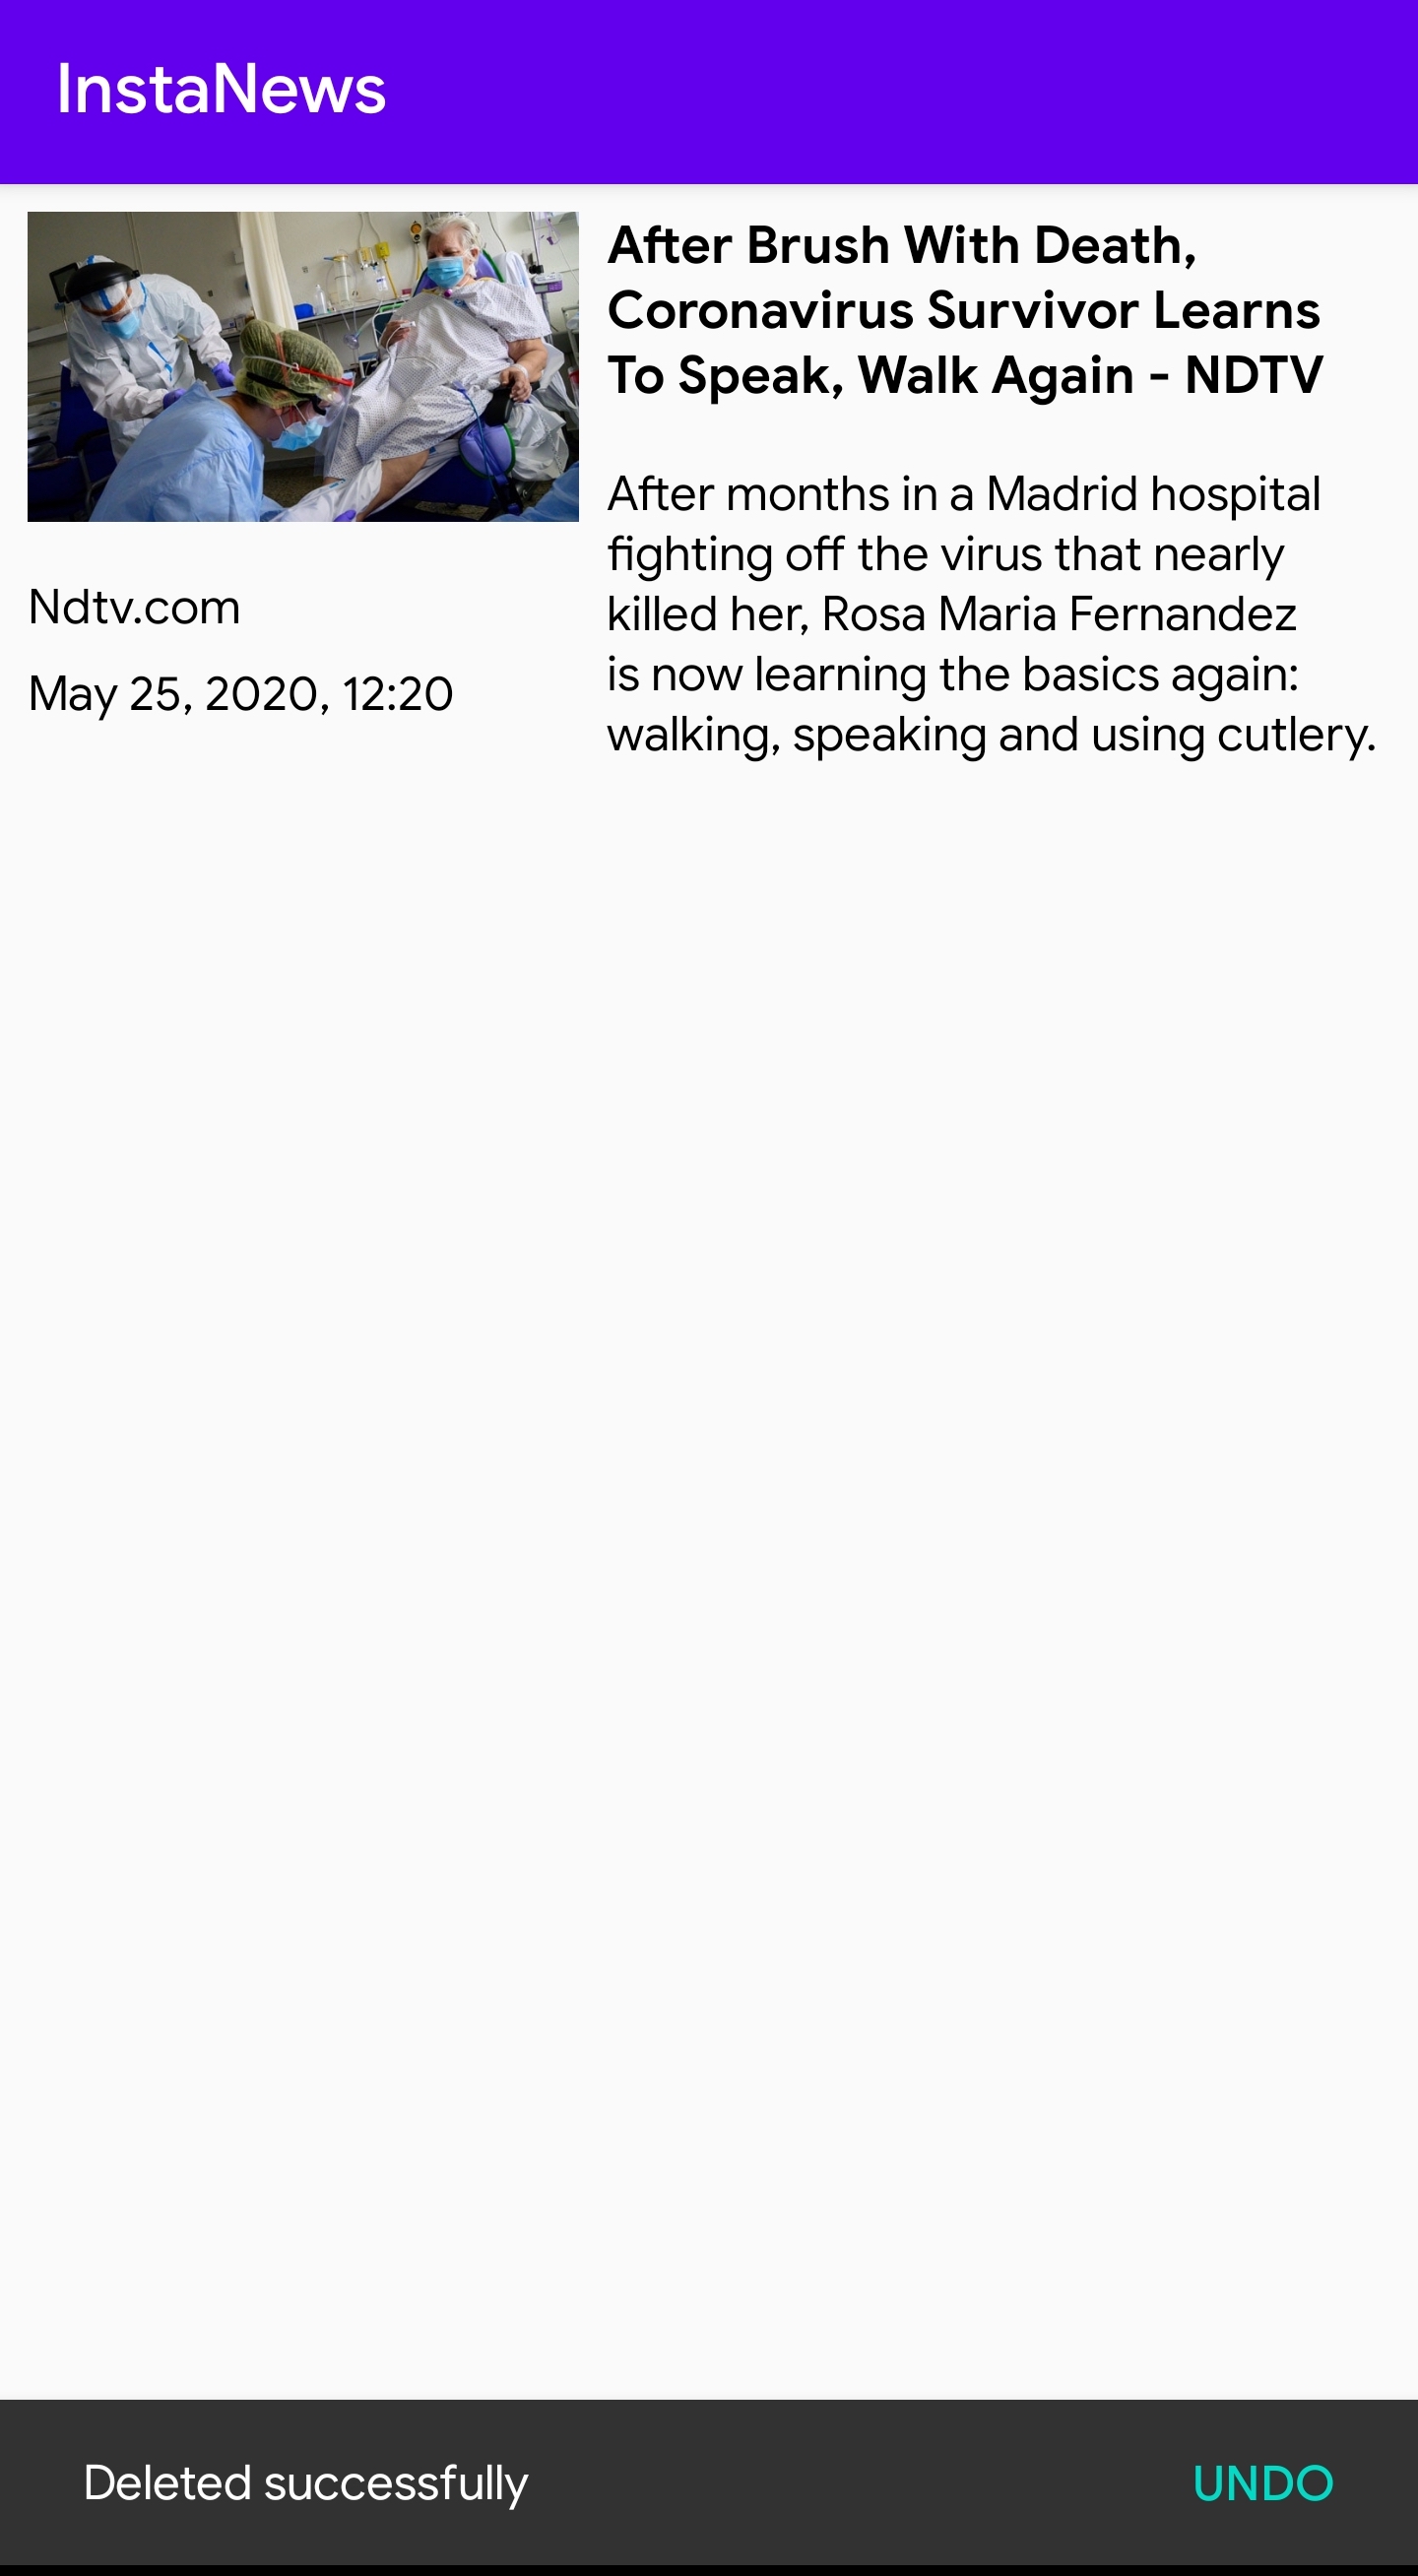 InstaNews
After Brush With Death,
Coronavirus Survivor Learns
To Speak, Walk Again - NDTV
After months in a Madrid hospital
fighting off the virus that nearly
killed her, Rosa Maria Fernandez
is now learning the basics again:
walking, speaking and using cutlery.
Ndtv.com
May 25, 2020, 12:20
Deleted successfully
UNDO